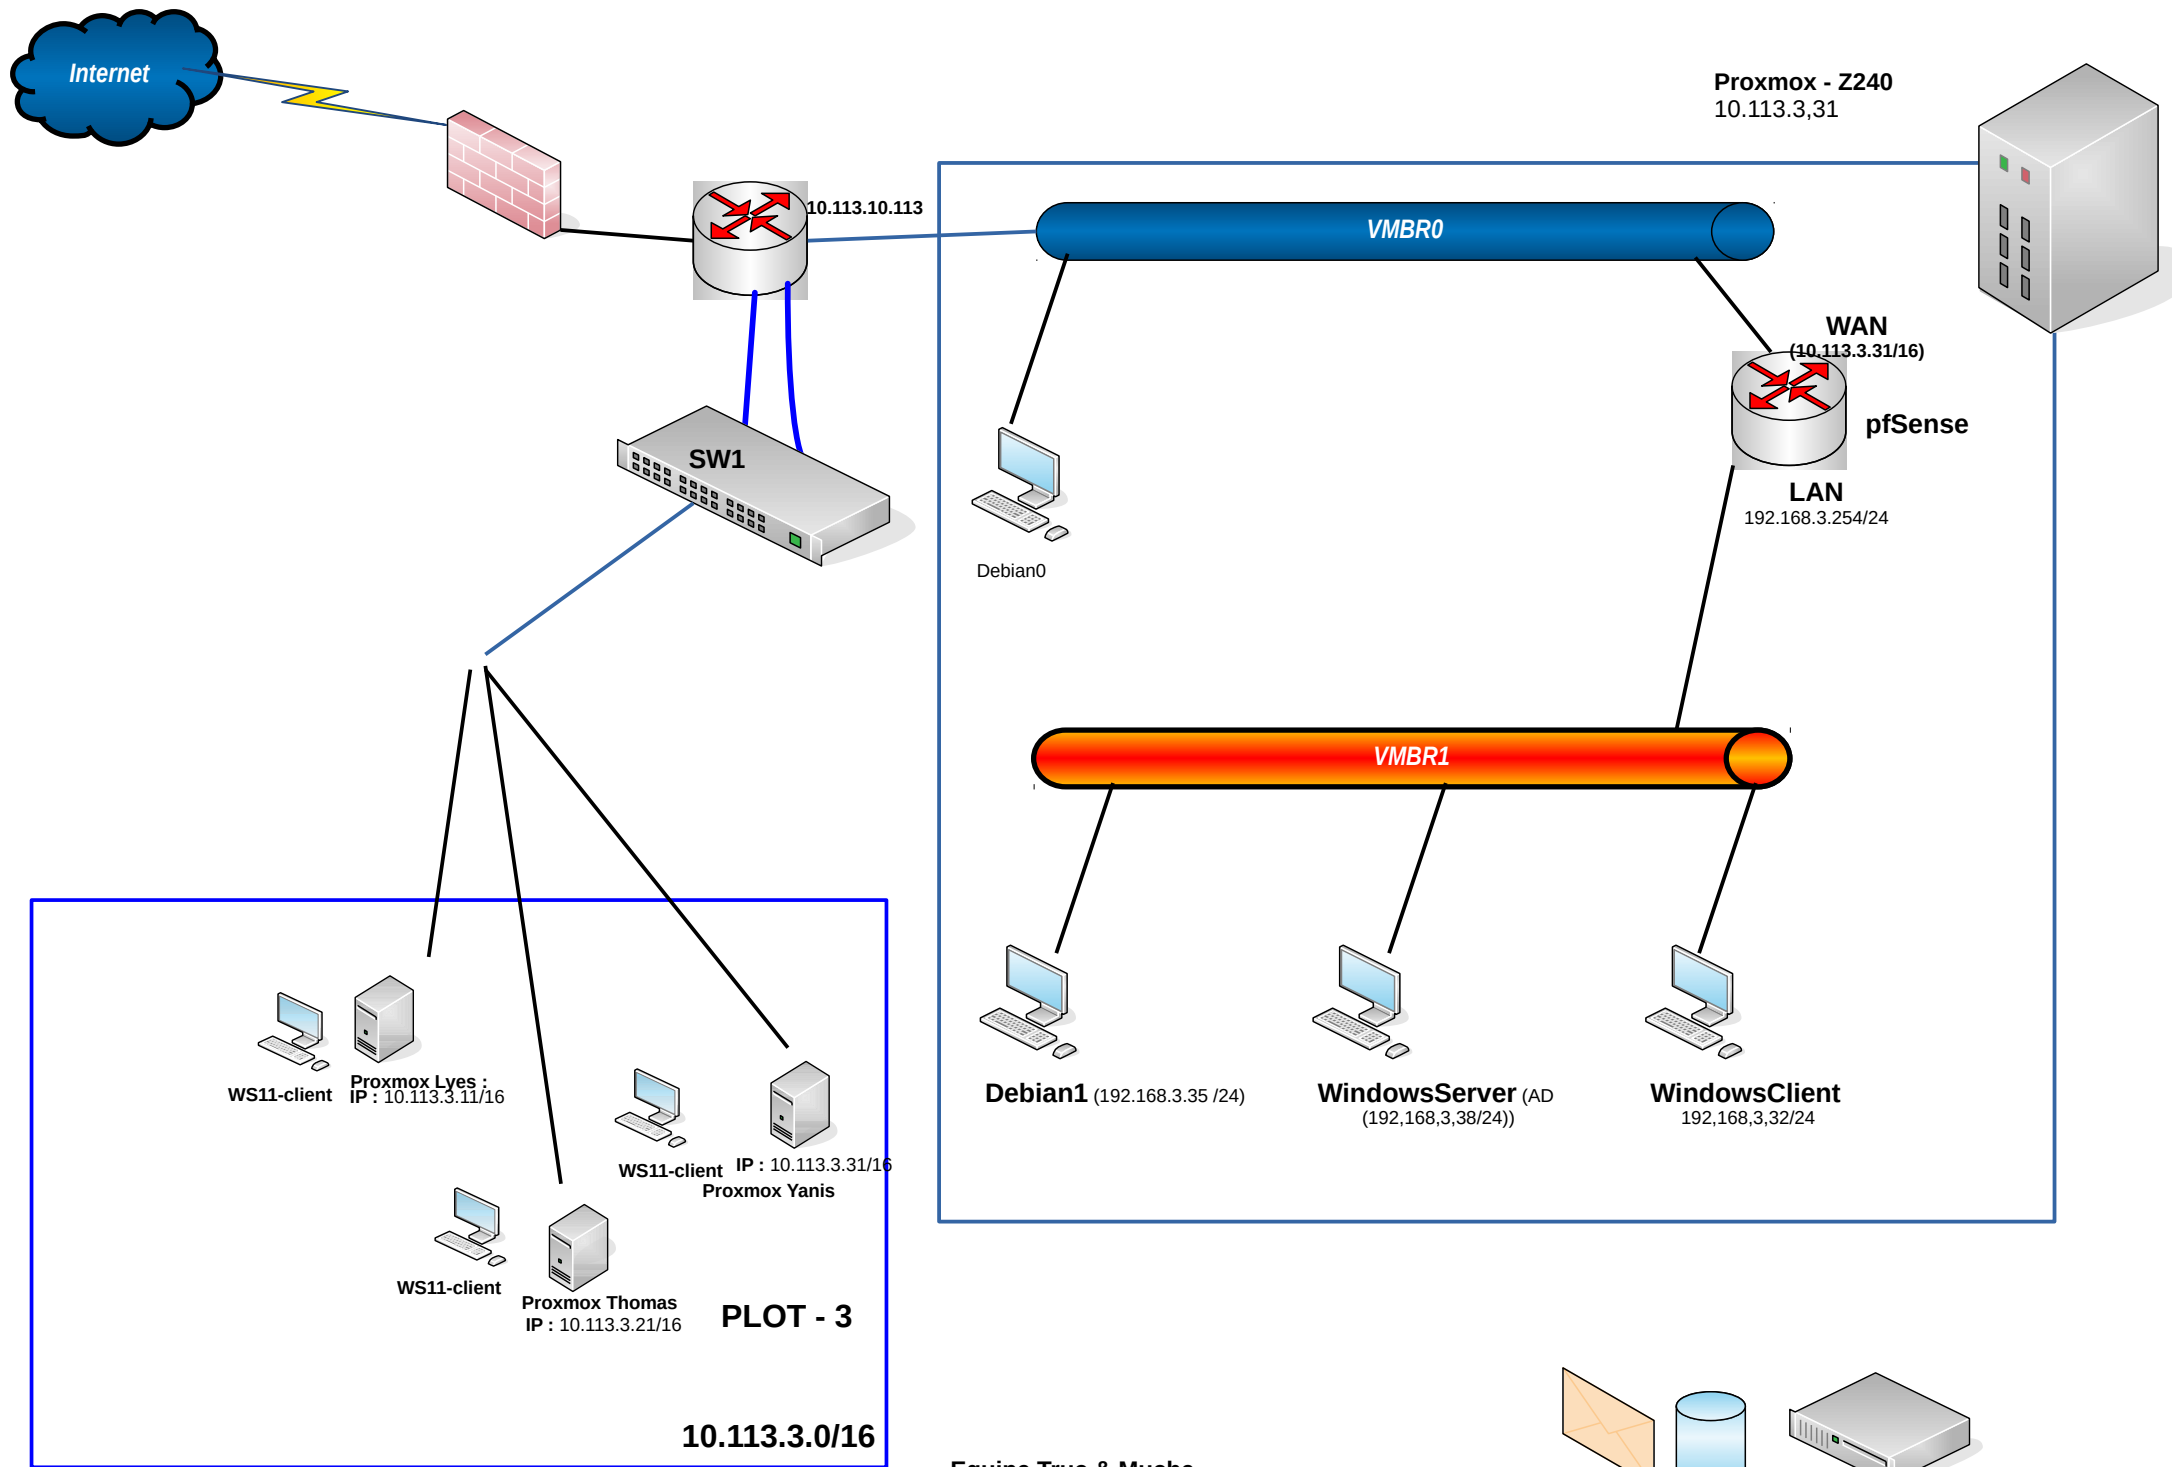 Internet
Proxmox - Z240
10.113.3,31
10.113.10.113
VMBR0
WAN
(10.113.3.31/16)
pfSense
SW1
LAN
192.168.3.254/24
Debian0
VMBR1
WS11-client
Proxmox Lyes :
IP : 10.113.3.11/16
Debian1 (192.168.3.35 /24)
WindowsServer (AD
(192,168,3,38/24))
WindowsClient
192,168,3,32/24
WS11-client
IP : 10.113.3.31/16
Proxmox Yanis
WS11-client
Proxmox Thomas
IP : 10.113.3.21/16
PLOT - 3
10.113.3.0/16
Equipe Truc & Muche